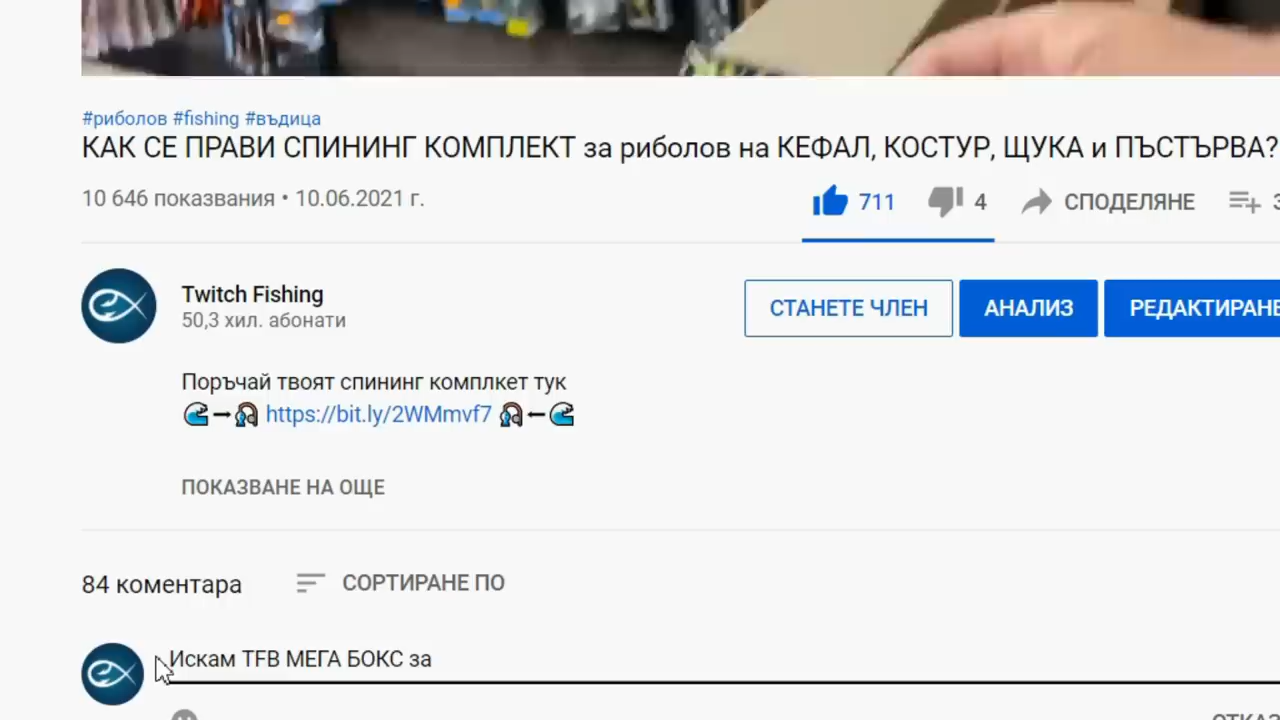 #риболов #fishing #въдица
КАК СЕ ПРАВИ СПИНИНГ КОМПЛЕКТ за риболов на КЕФАЛ, КОСТУР, ЩУКА и ПЪСТЪРВА?
10 646 показвания • 10.06.2021 г.
711 4 СПОДЕЛЯНЕ
Twitch Fishing
50,3 хил. абонати
СТАНЕТЕ ЧЛЕН АНАЛИЗ РЕДАКТИРАНЕ
Поръчай твоят спининг комплкет тук
https://bit.ly/2WMmvf7
ПОКАЗВАНЕ НА ОЩЕ
84 коментара СОРТИРАНЕ ПО
Искам TFB МЕГА БОКС за